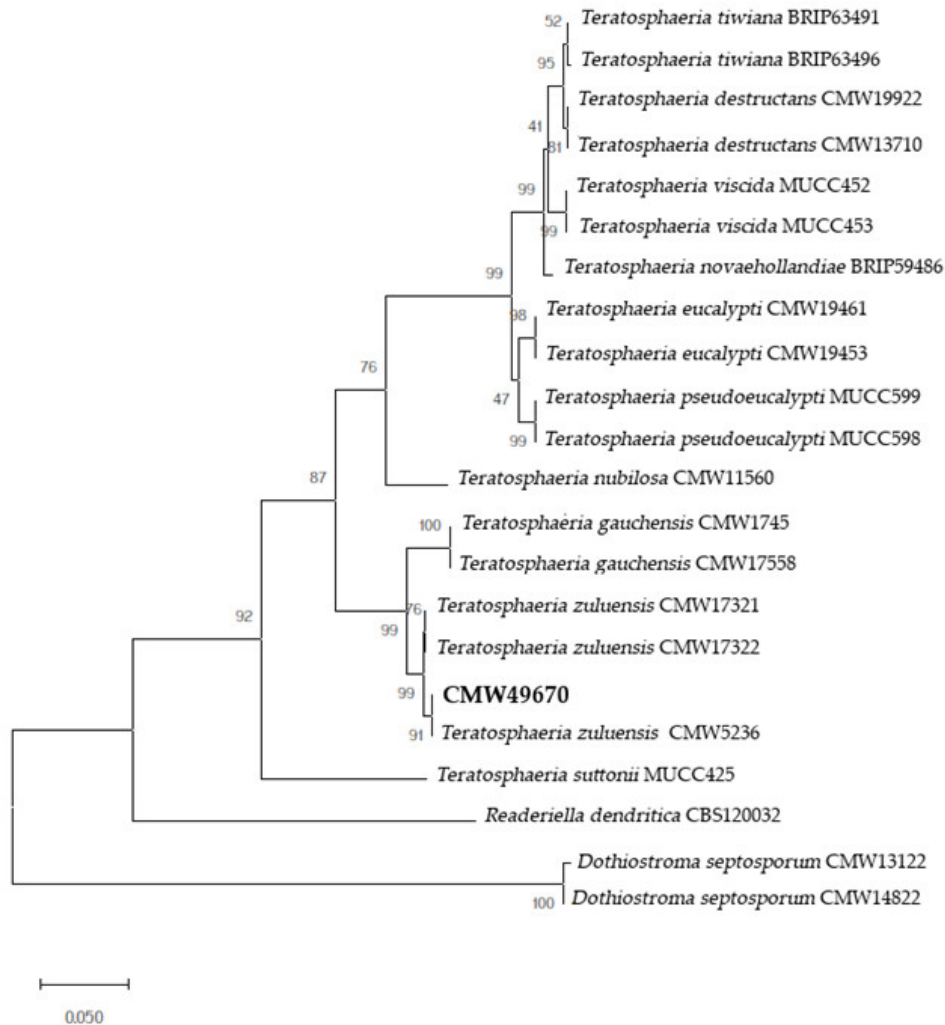 52
Teratosphaeria tiwiana BRIP63491
95
Teratosphaeria tiwiana BRIP63496
Teratosphaeria destructans CMW19922
41
81
Teratosphaeria destructans CMW13710
99
Teratosphaeria viscida MUCC452
99
Teratosphaeria viscida MUCC453
99
Teratosphaeria novaehollandiae BRIP59486
98
Teratosphaeria eucalypti CMW19461
Teratosphaeria eucalypti CMW19453
76
47
Teratosphaeria pseudoeucalypti MUCC599
99
Teratosphaeria pseudoeucalypti MUCC598
87
Teratosphaeria nubilosa CMW11560
100
Teratosphaeria gauchensis CMW1745
Teratosphaeria gauchensis CMW17558
92
76
Teratosphaeria zuluensis CMW17321
99
Teratosphaeria zuluensis CMW17322
99
CMW49670
91
Teratosphaeria zuluensis CMW5236
Teratosphaeria suttonii MUCC425
Readeriella dendritica CBS120032
Dothiostroma septosporum CMW13122
100
Dothiostroma septosporum CMW14822
0.050